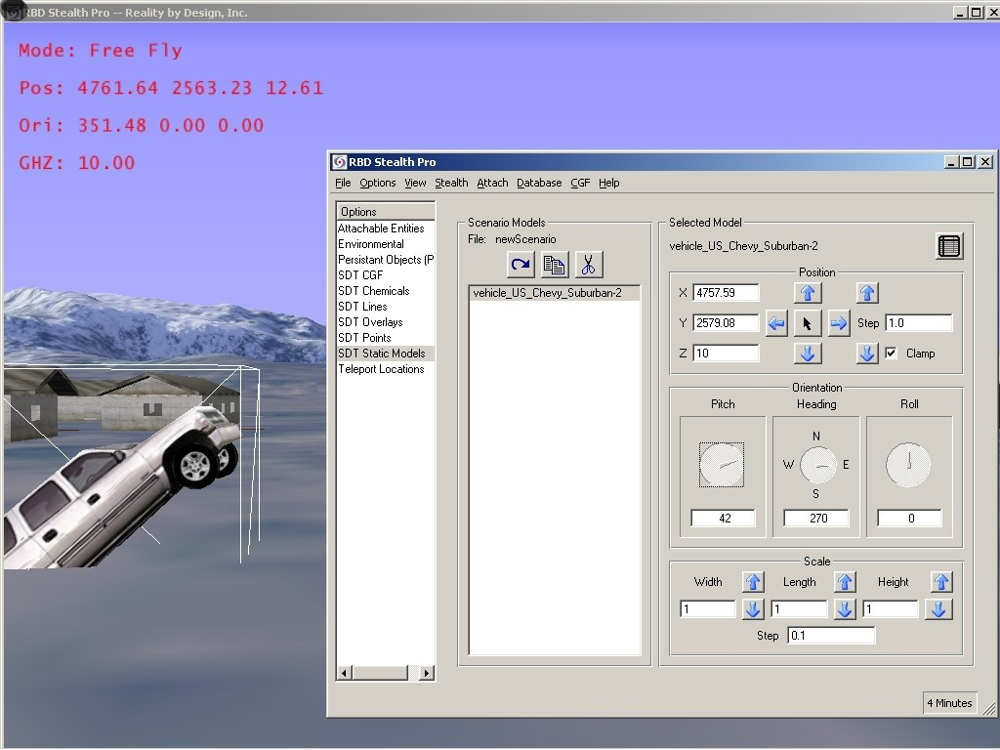 RBD Stealth Pro -- Reality by Design, Inc.
Mode: Free Fly
Pos: 4761.64 2563.23 12.61
Ori: 351.48 0.00 0.00
GHZ: 10.00
RBD Stealth Pro
File Options View Stealth Attach Database CGF Help
Options
Attachable Entities
Environmental
Persistant Objects (P
SDT CGF
SDT Chemicals
SDT Lines
SDT Overlays
SDT Points
SDT Static Models
Teleport Locations
Scenario Models
File: newScenario
vehicle_US_Chevy_Suburban-2
Selected Model
vehicle_US_Chevy_Suburban-2
Position
X 4757.59
Y 2579.08 Step 1.0
Z 10 Clamp
Orientation
Pitch Heading Roll
N
W E
S
42 270 0
Scale
Width Length Height
1 1 1
Step 0.1
4 Minutes